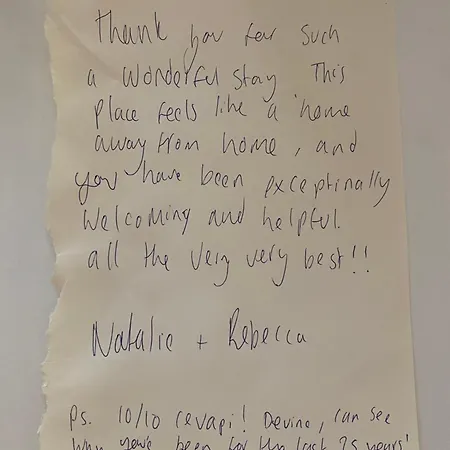 Thank you for such
a wonderful stay. This
place feels like a 'home
away from home, and
you have been exceptinally
welcoming and helpful.
all the very very best!!
Natalie + Rebecca
Ps. 10/10 cevapi! Devine, can see
why been for the last 25 years!